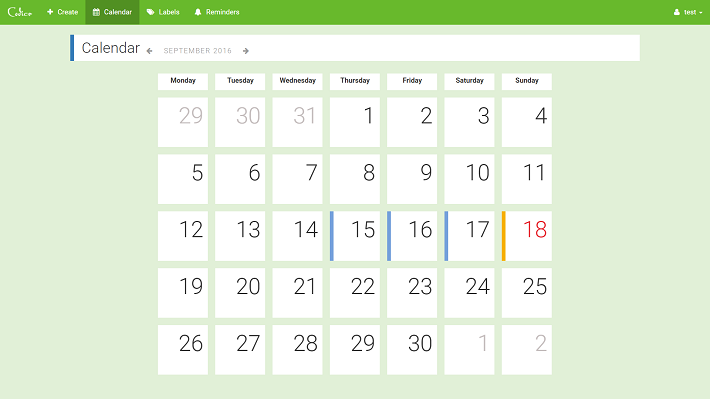 Codice Create Calendar Labels Reminders test
Calendar SEPTEMBER 2016
Monday Tuesday Wednesday Thursday Friday Saturday Sunday
29 30 31 1 2 3 4
5 6 7 8 9 10 11
12 13 14 15 16 17 18
19 20 21 22 23 24 25
26 27 28 29 30 1 2